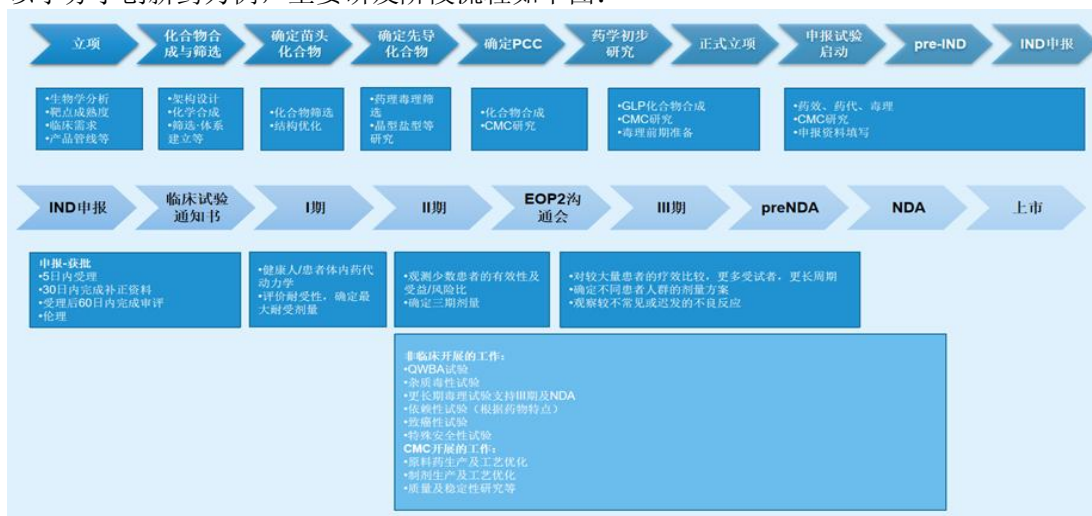 以小分子创新药为例，主要研发阶段流程如下图：
立项
化合物合
成与筛选
确定苗头
化合物
确定先导
化合物
确定PCC
药学初步
研究
正式立项
申报试验
启动
pre-IND
IND申报
•生物学分析
•靶点成熟度
•临床需求
•产品管线等
•架构设计
•化学合成
•筛选·体系
建立等
•化合物筛选
•结构优化
•药理毒理筛
选
•晶型盐型等
研究
•化合物合成
•CMC研究
•GLP化合物合成
•CMC研究
•毒理前期准备
•药效、药代、毒理
•CMC研究
•申报资料填写
IND申报
临床试验
通知书
I期
II期
EOP2沟
通会
III期
preNDA
NDA
上市
申报-获批
•5日内受理
•30日内完成补正资料
•受理后60日内完成审评
•伦理
•健康人/患者体内药代
动力学
•评价耐受性，确定最
大耐受剂量
•观测少数患者的有效性及
受益/风险比
•确定三期剂量
•对较大量患者的疗效比较，更多受试者，更长周期
•确定不同患者人群的剂量方案
•观察较不常见或迟发的不良反应
非临床开展的工作：
•QWBA试验
•杂质毒性试验
•更长期毒理试验支持III期及NDA
•依赖性试验（根据药物特点）
•致癌性试验
•特殊安全性试验
CMC开展的工作：
•原料药生产及工艺优化
•制剂生产及工艺优化
•质量及稳定性研究等